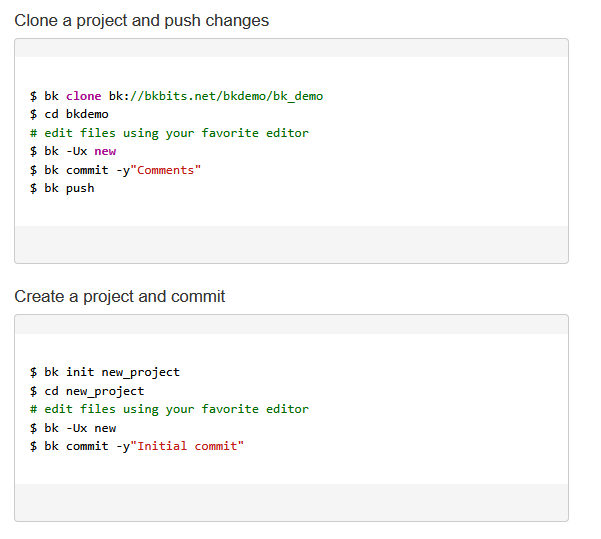 Clone a project and push changes
$ bk clone bk://bkbits.net/bkdemo/bk_demo
$ cd bkdemo
# edit files using your favorite editor
$ bk -Ux new
$ bk commit -y"Comments"
$ bk push
Create a project and commit
$ bk init new_project
$ cd new_project
# edit files using your favorite editor
$ bk -Ux new
$ bk commit -y"Initial commit"